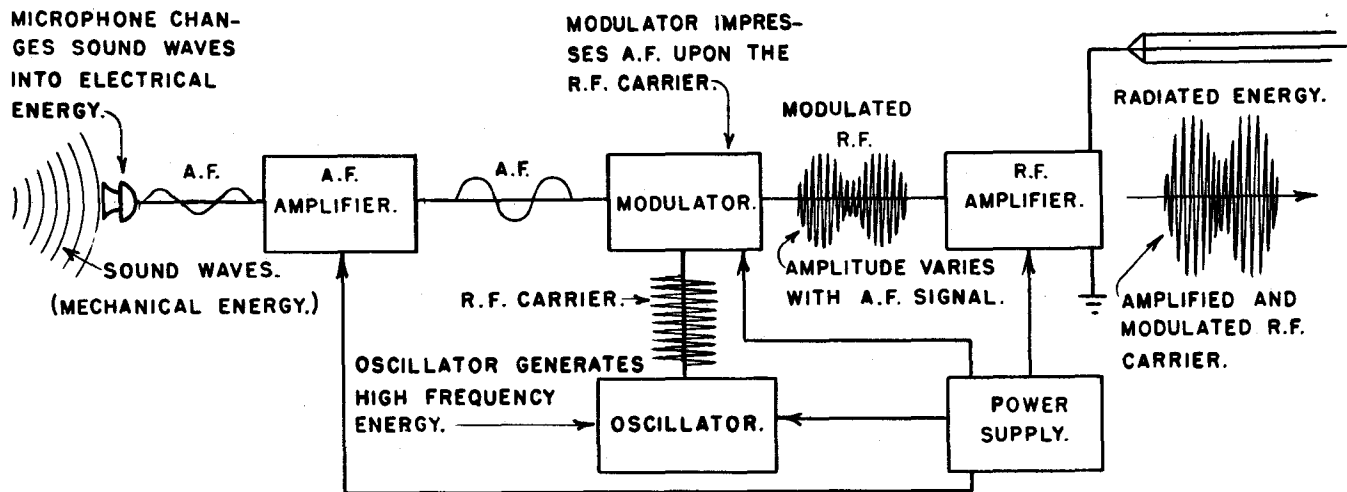 MICROPHONE CHAN-
GES SOUND WAVES
INTO ELECTRICAL
ENERGY.
MODULATOR IMPRES-
SES A.F. UPON THE
R.F. CARRIER.
RADIATED ENERGY.
MODULATED
R.F.
A.F.
A.F.
AMPLIFIER.
A.F.
MODULATOR.
R.F.
AMPLIFIER.
SOUND WAVES.
(MECHANICAL ENERGY.)
R.F. CARRIER.
AMPLITUDE VARIES
WITH A.F. SIGNAL.
AMPLIFIED AND
MODULATED R.F.
CARRIER.
OSCILLATOR GENERATES
HIGH FREQUENCY
ENERGY.
OSCILLATOR.
POWER
SUPPLY.